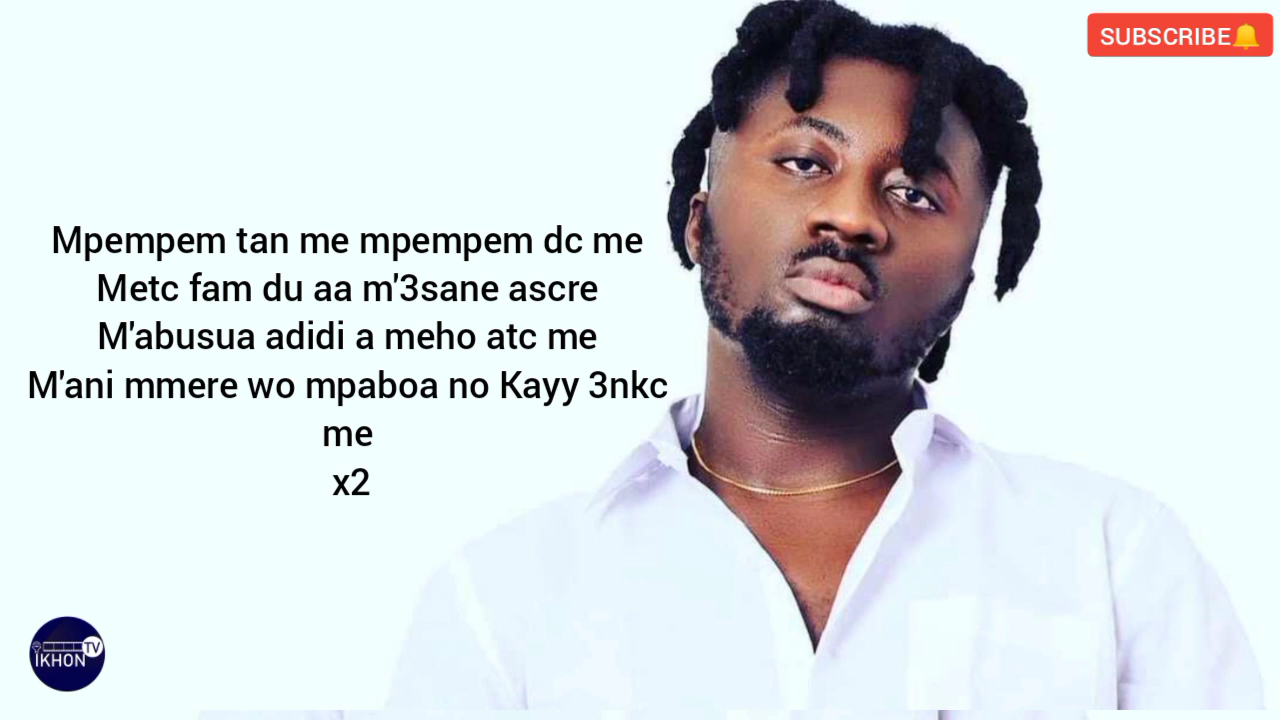 SUBSCRIBE🔔
Mpempem tan me mpempem dc me
Metc fam du aa m'3sane ascre
M'abusua adidi a meho atc me
M'ani mmere wo mpaboa no Kayy 3nkc
me
x2
IKHON TV